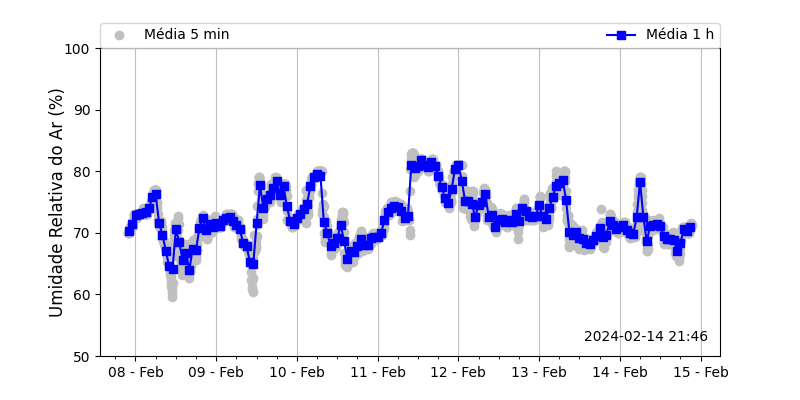 Média 5 min
Média 1 h
100
90
80
70
60
50
Umidade Relativa do Ar (%)
2024-02-14 21:46
08 - Feb
09 - Feb
10 - Feb
11 - Feb
12 - Feb
13 - Feb
14 - Feb
15 - Feb